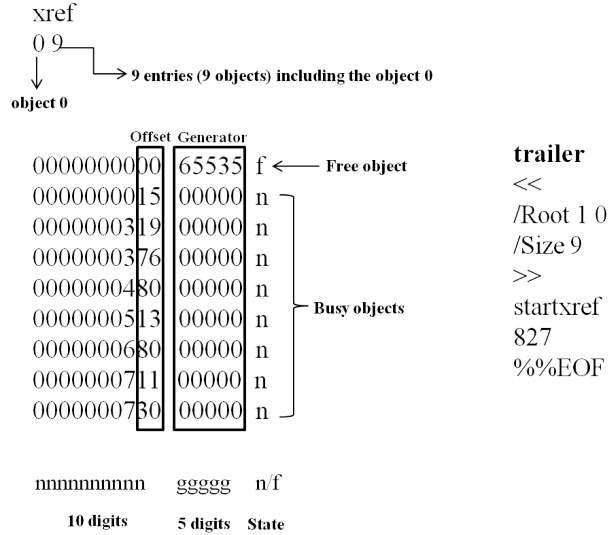 xref
0 9
9 entries (9 objects) including the object 0
object 0
Offset Generator
0000000000 65535 f
Free object
0000000015 00000 n
0000000319 00000 n
0000000376 00000 n
0000000480 00000 n
0000000513 00000 n
0000000680 00000 n
0000000711 00000 n
0000000730 00000 n
Busy objects
nnnnnnnnnn ggggg n/f
10 digits 5 digits State
trailer
<<
/Root 1 0
/Size 9
>>
startxref
827
%%EOF